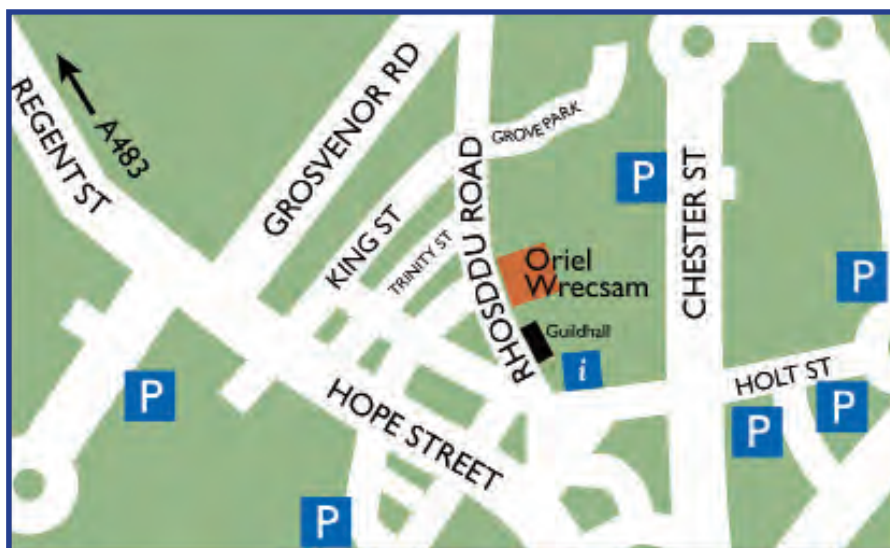 REGENT ST
A483
GROSVENOR RD
KING ST
TRINITY ST
RHOSDDU ROAD
GROVE PARK
CHESTER ST
P
Oriel
Wrecsam
Guildhall
i
P
HOLT ST
P
P
P
HOPE STREET
P